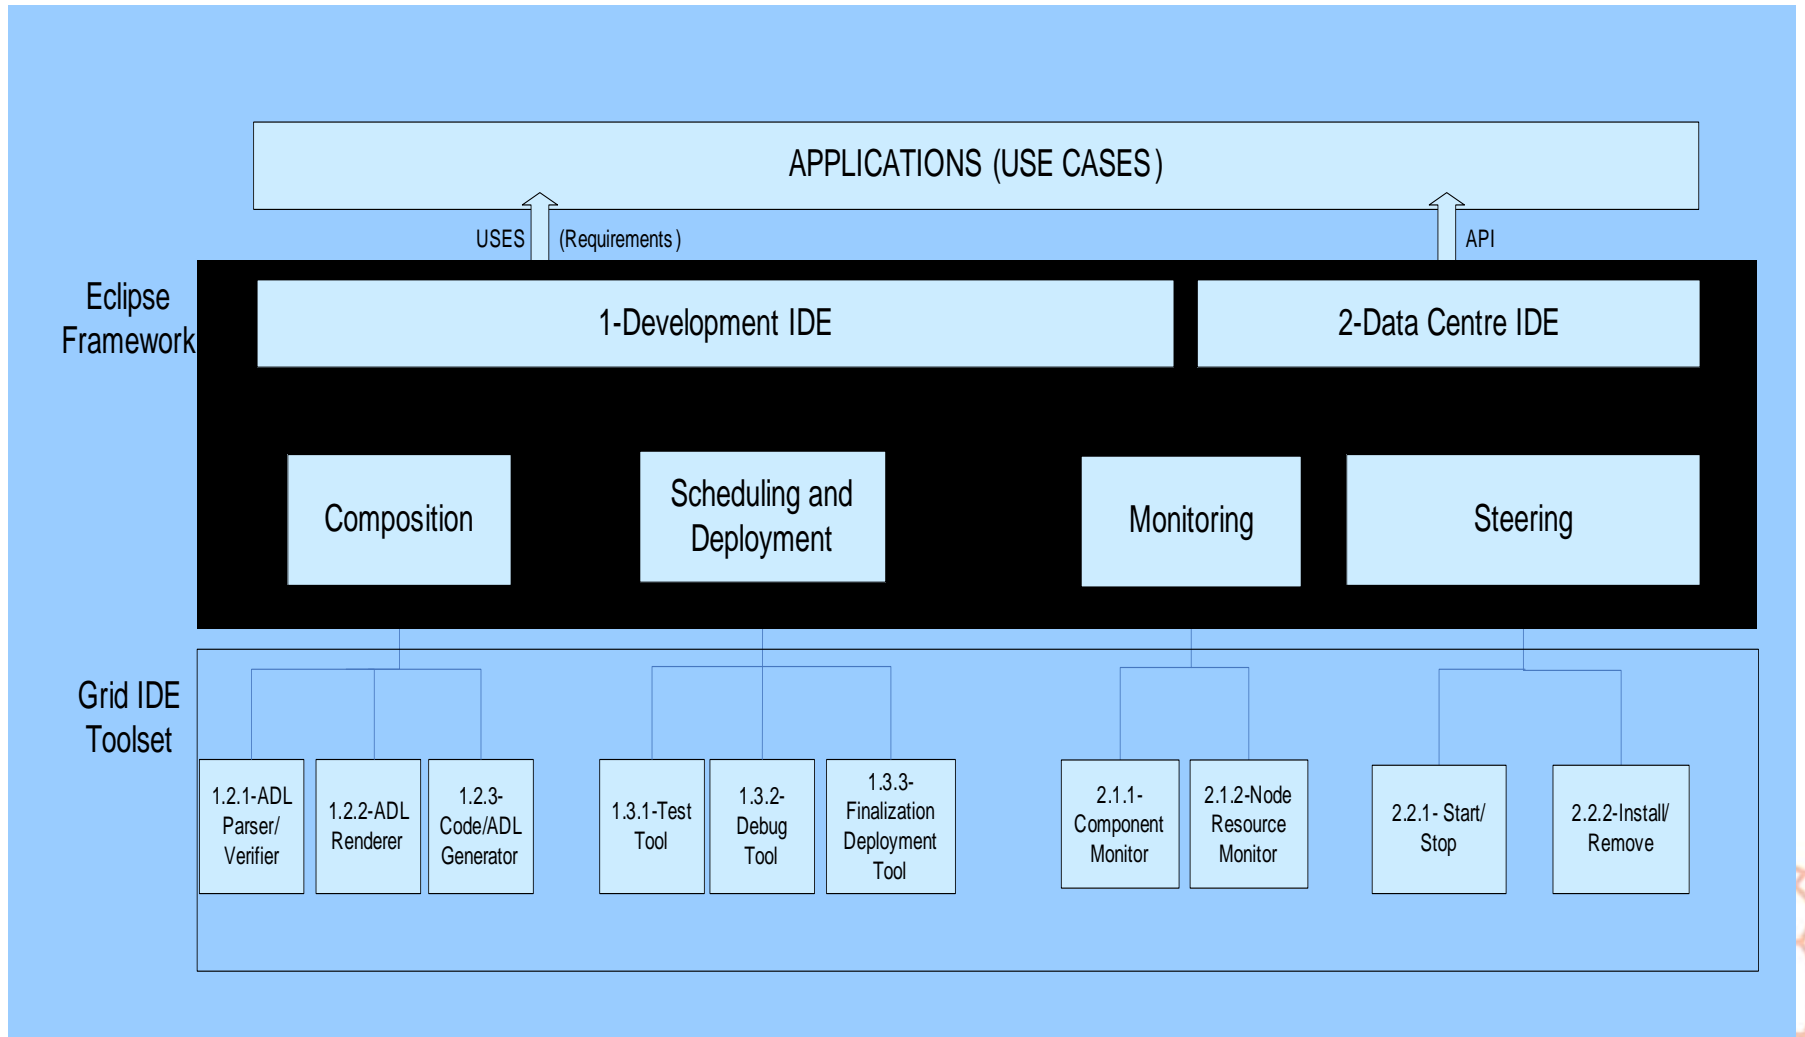 APPLICATIONS (USE CASES)
USES (Requirements)
API
Eclipse
Framework
1-Development IDE
2-Data Centre IDE
Composition
Scheduling and
Deployment
Monitoring
Steering
Grid IDE
Toolset
1.2.1-ADL
Parser/
Verifier
1.2.2-ADL
Renderer
1.2.3-
Code/ADL
Generator
1.3.1-Test
Tool
1.3.2-
Debug
Tool
1.3.3-
Finalization
Deployment
Tool
2.1.1-
Component
Monitor
2.1.2-Node
Resource
Monitor
2.2.1- Start/
Stop
2.2.2-Install/
Remove